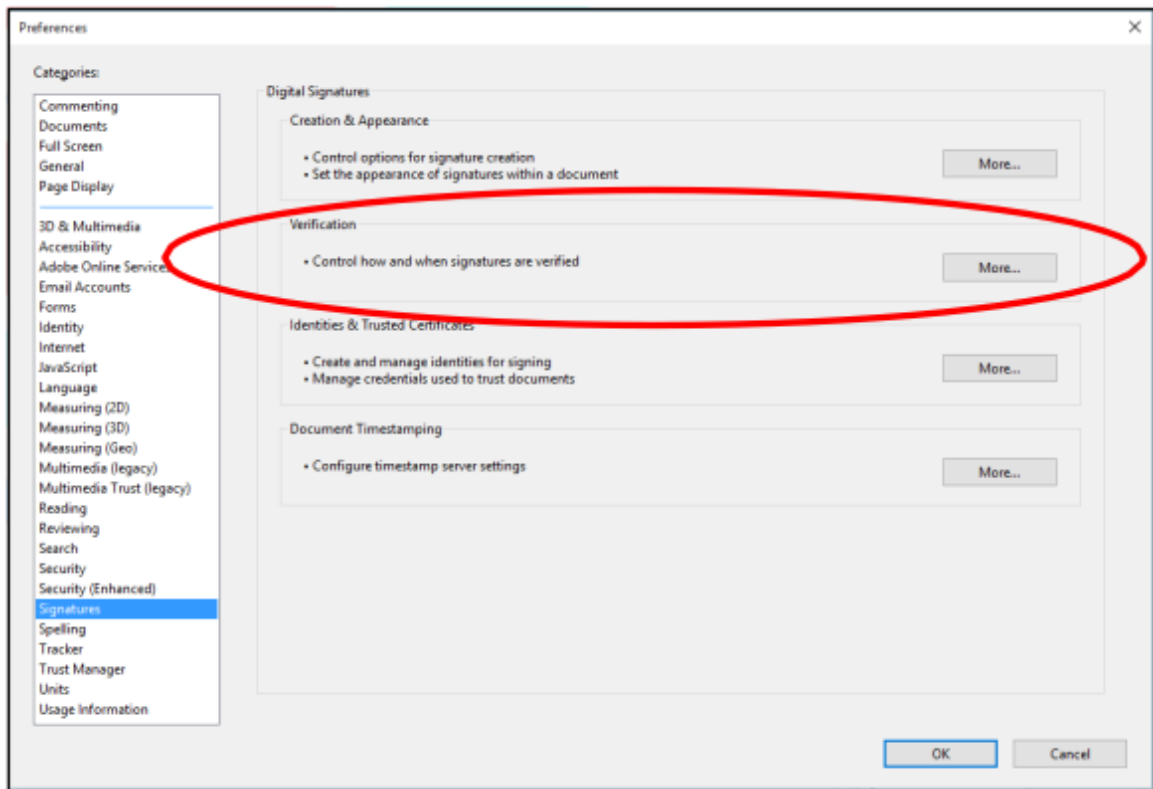 Preferences
Categories:
Commenting
Documents
Full Screen
General
Page Display
3D & Multimedia
Accessibility
Adobe Online Services
Email Accounts
Forms
Identity
Internet
JavaScript
Language
Measuring (2D)
Measuring (3D)
Measuring (Geo)
Multimedia (legacy)
Multimedia Trust (legacy)
Reading
Reviewing
Search
Security
Security (Enhanced)
Signatures
Spelling
Tracker
Trust Manager
Units
Usage Information
Digital Signatures
Creation & Appearance
• Control options for signature creation
• Set the appearance of signatures within a document
More...
Verification
• Control how and when signatures are verified
More...
Identities & Trusted Certificates
• Create and manage identities for signing
• Manage credentials used to trust documents
More...
Document Timestamping
• Configure timestamp server settings
More...
OK
Cancel